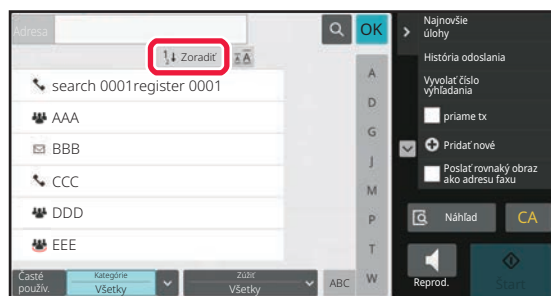 Adresa
OK
Zoradiť
search 0001register 0001
AAA
BBB
CCC
DDD
EEE
A
D
G
J
M
P
T
W
Časté
použív.
Kategórie
Všetky
Zúžiť
Všetky
ABC
Najnovšie
úlohy
História odoslania
Vyvolať číslo
vyhľadania
priame tx
Pridať nové
Poslať rovnaký obraz
ako adresu faxu
Náhľad
CA
Reprod.
Štart